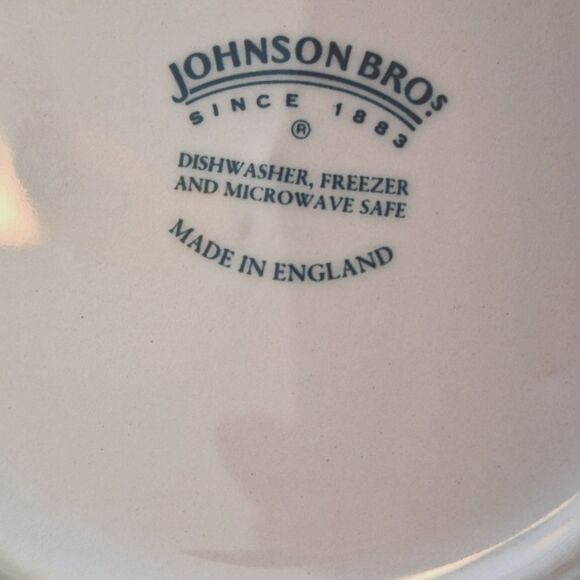 JOHNSON BROS.
SINCE 1883
®
DISHWASHER, FREEZER
AND MICROWAVE SAFE
MADE IN ENGLAND